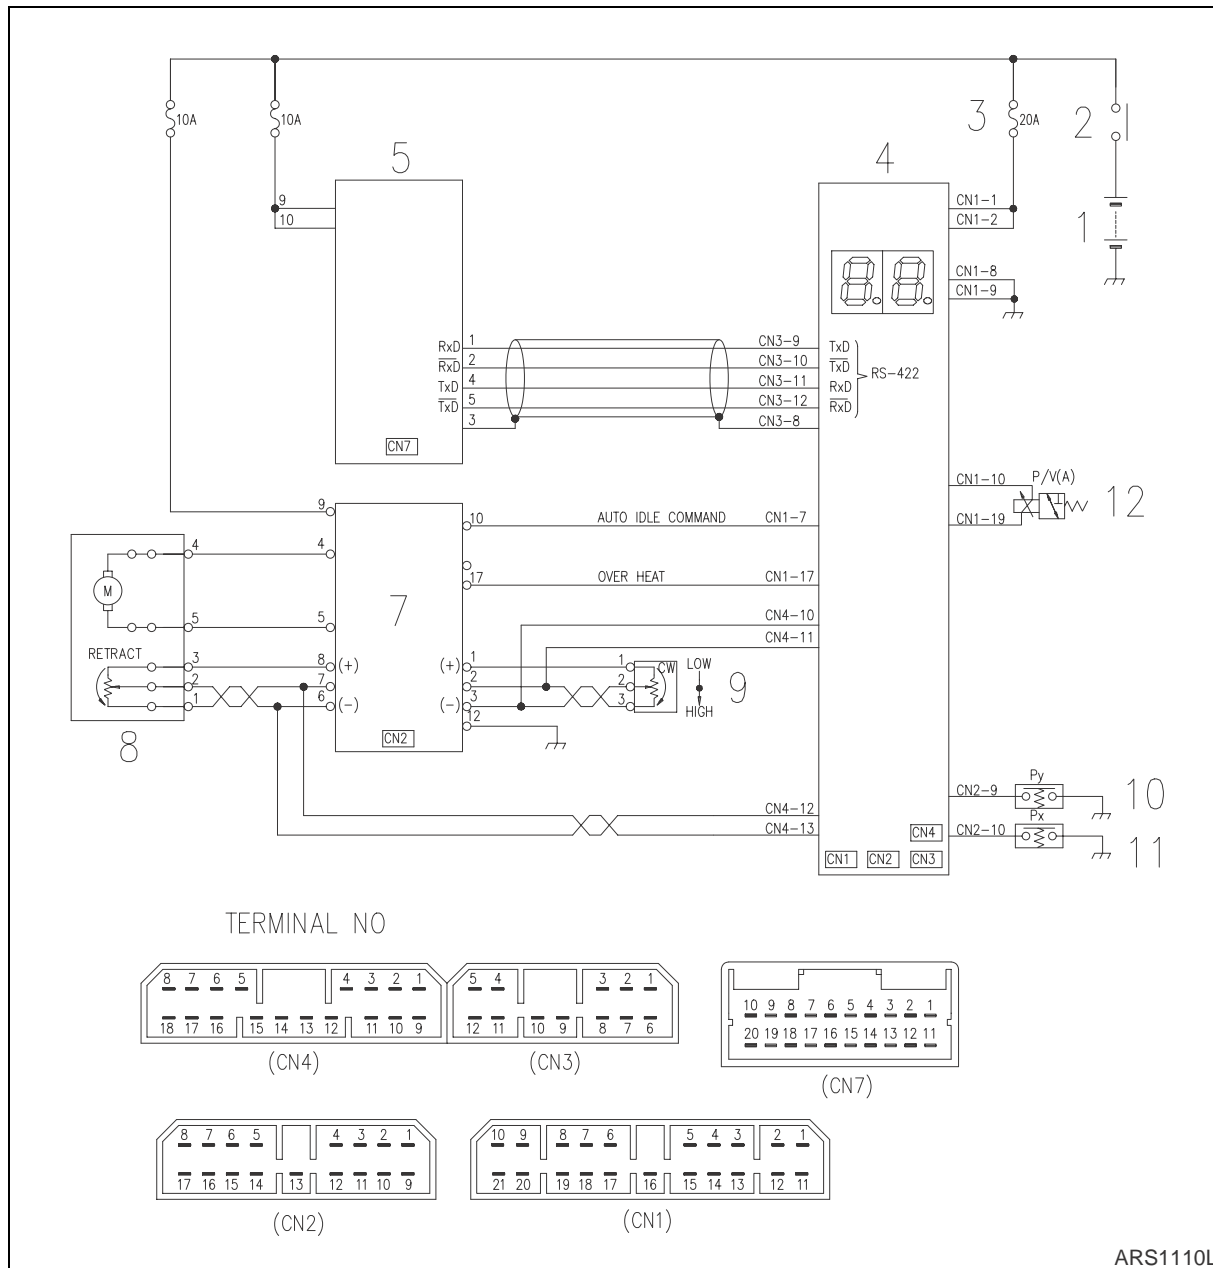 10A
10A
3
20A
2
5
4
1
9
10
CN1-1
CN1-2
CN1-8
CN1-9
8.8.
RxD 1 CN3-9 TxD
RxD 2 CN3-10 TxD
TxD 4 CN3-11 RxD
TxD 5 CN3-12 RxD
3 CN3-8
RS-422
CN7
CN1-10 P/V(A)
CN1-19
12
9
10 AUTO IDLE COMMAND CN1-7
4 4
17 OVER HEAT CN1-17
M
7
5 5
CN4-10
CN4-11
RETRACT
3 8 (+) (+) 1 1 CW LOW
2 7 2 2
1 6 (-) (-) 3 3 HIGH
9
12
8
CN2
CN4-12
CN4-13
CN2-9 Py 10
CN2-10 Px 11
CN4
CN1 CN2 CN3
TERMINAL NO
8 7 6 5 4 3 2 1
18 17 16 15 14 13 12 11 10 9
(CN4)
5 4 3 2 1
12 11 10 9 8 7 6
(CN3)
10 9 8 7 6 5 4 3 2 1
20 19 18 17 16 15 14 13 12 11
(CN7)
8 7 6 5 4 3 2 1
17 16 15 14 13 12 11 10 9
(CN2)
10 9 8 7 6 5 4 3 2 1
21 20 19 18 17 16 15 14 13 12 11
(CN1)
ARS1110L